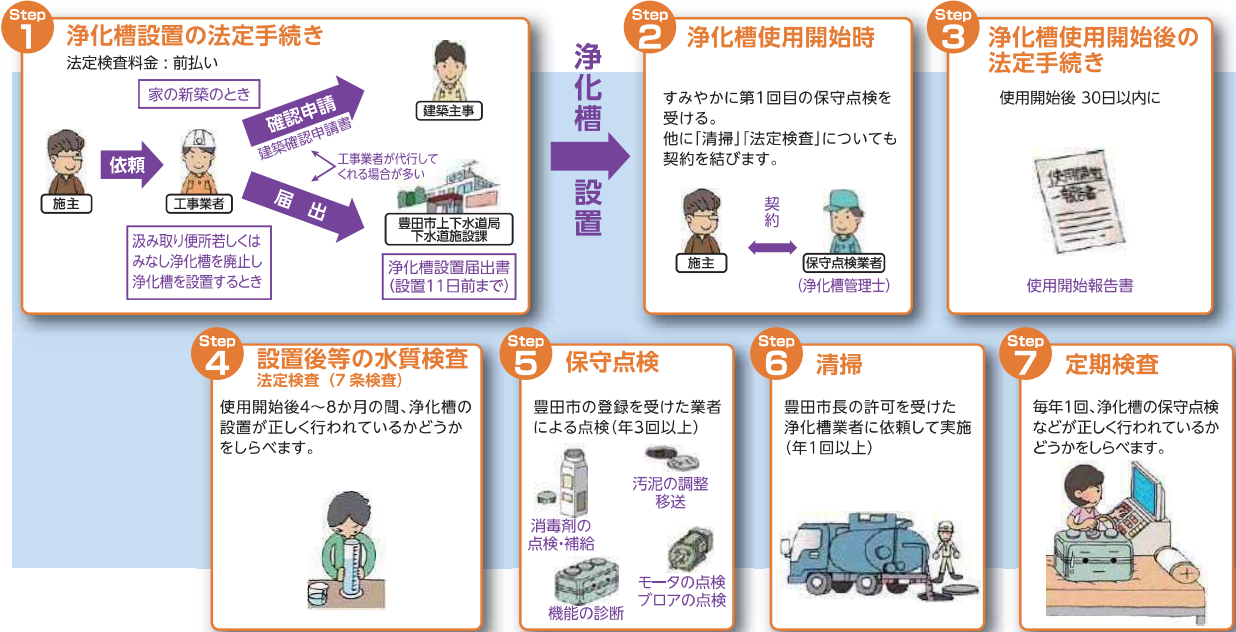 Step
1
浄化槽設置の法定手続き
法定検査料金:前払い
家の新築のとき
確認申請
建築確認申請書
建築主事
依頼
施主
工事業者
工事業者が代行して
くれる場合が多い
届出
豊田市上下水道局
下水道施設課
汲み取り便所若しくは
みなし浄化槽を廃止し
浄化槽を設置するとき
浄化槽設置届出書
(設置11日前まで)
浄化槽
設置
Step
2
浄化槽使用開始時
すみやかに第1回目の保守点検を
受ける。
他に「清掃」「法定検査」についても
契約を結びます。
契約
施主
保守点検業者
(浄化槽管理士)
Step
3
浄化槽使用開始後の
法定手続き
使用開始後 30日以内に
使用開始
報告書
使用開始報告書
Step
4
設置後等の水質検査
法定検査(7条検査)
使用開始後4〜8か月の間、浄化槽の
設置が正しく行われているかどうか
をしらべます。
Step
5
保守点検
豊田市の登録を受けた業者
による点検(年3回以上)
汚泥の調整
移送
消毒剤の
点検・補給
モータの点検
ブロアの点検
機能の診断
Step
6
清掃
豊田市長の許可を受けた
浄化槽業者に依頼して実施
(年1回以上)
Step
7
定期検査
毎年1回、浄化槽の保守点検
などが正しく行われているか
どうかをしらべます。